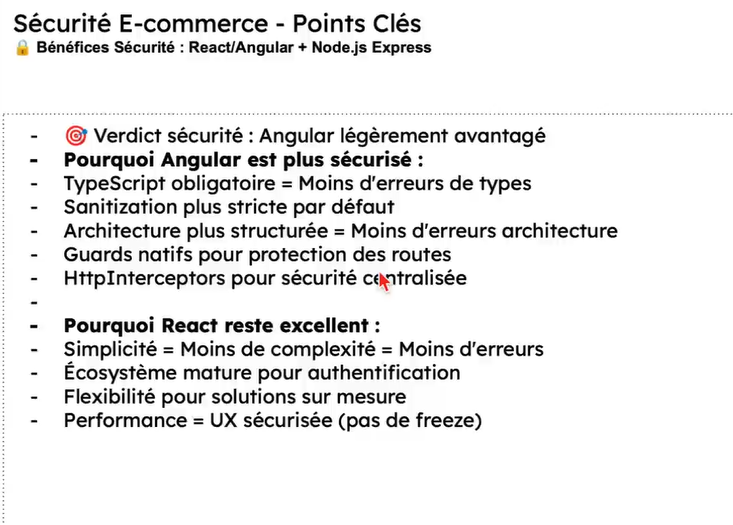 Sécurité E-commerce - Points Clés
🔒 Bénéfices Sécurité : React/Angular + Node.js Express
- 🎯 Verdict sécurité : Angular légèrement avantagé
- Pourquoi Angular est plus sécurisé :
- TypeScript obligatoire = Moins d'erreurs de types
- Sanitization plus stricte par défaut
- Architecture plus structurée = Moins d'erreurs architecture
- Guards natifs pour protection des routes
- HttpInterceptors pour sécurité centralisée
-
- Pourquoi React reste excellent :
- Simplicité = Moins de complexité = Moins d'erreurs
- Écosystème mature pour authentification
- Flexibilité pour solutions sur mesure
- Performance = UX sécurisée (pas de freeze)